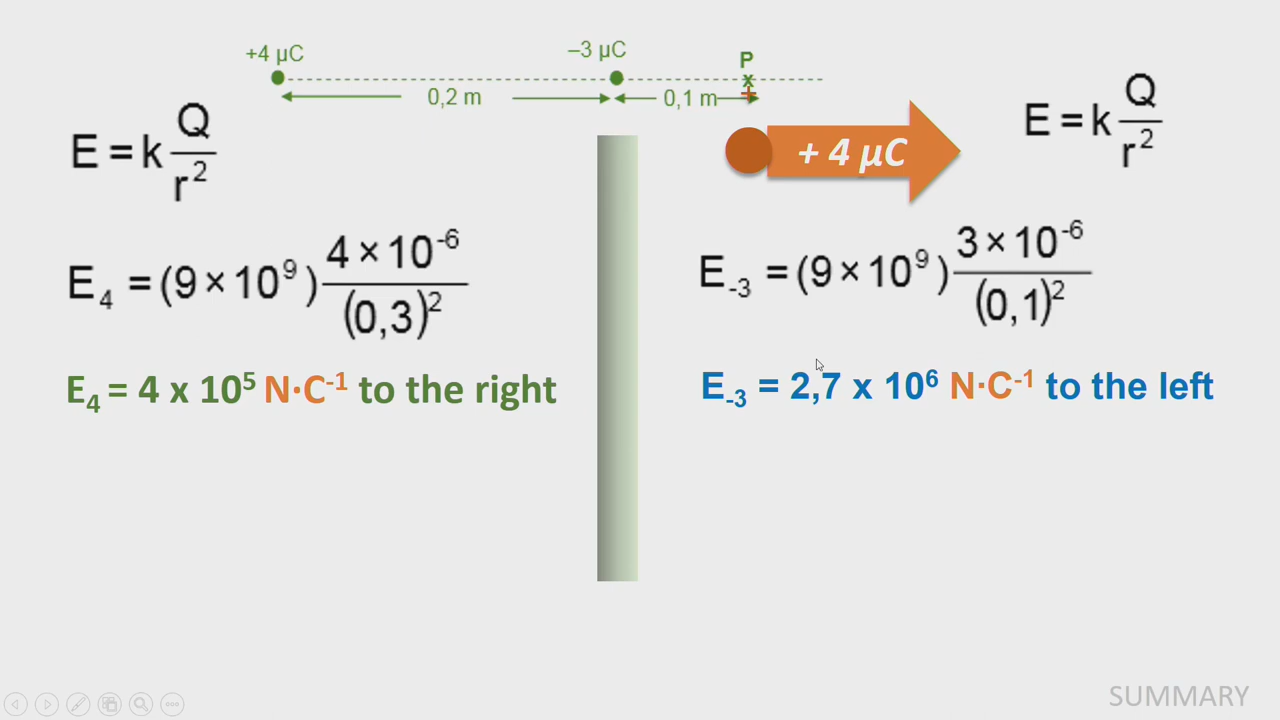 +4 µC
–3 µC
P
x
+
0,2 m
0,1 m
E = k Q / r²
+ 4 µC
E = k Q / r²
E₄ = (9 × 10⁹) 4 × 10⁻⁶ / (0,3)²
E₋₃ = (9 × 10⁹) 3 × 10⁻⁶ / (0,1)²
E₄ = 4 x 10⁵ N·C⁻¹ to the right
E₋₃ = 2,7 x 10⁶ N·C⁻¹ to the left
SUMMARY